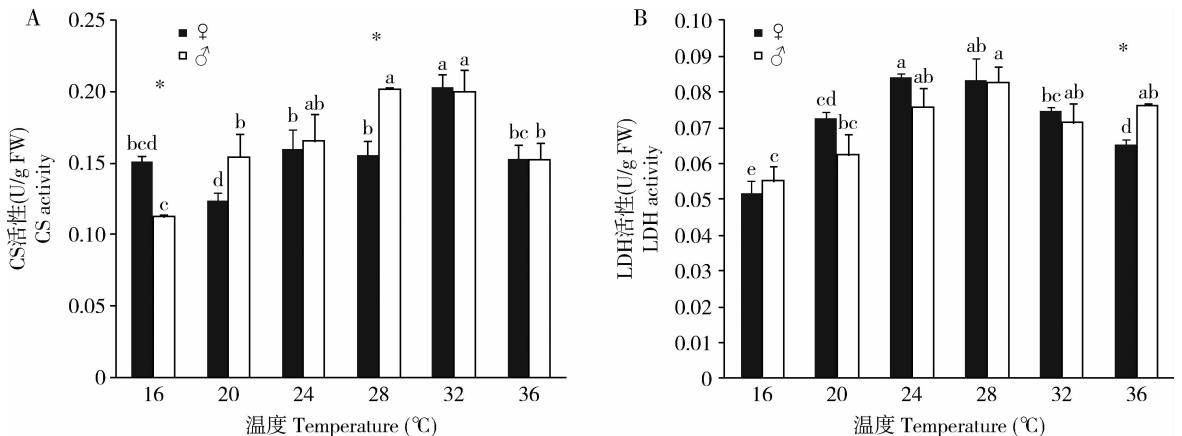 A
CS活性(U/g FW)
CS activity
0.25
0.20
0.15
0.10
0.05
0
♀
♂
*
*
bcd
c
d
b
b
ab
b
a
a
a
bc
b
16
20
24
28
32
36
温度 Temperature (℃)
B
LDH活性(U/g FW)
LDH activity
0.10
0.09
0.08
0.07
0.06
0.05
0.04
0.03
0.02
0.01
0
♀
♂
*
e
c
cd
bc
a
ab
ab
a
bc
ab
d
ab
16
20
24
28
32
36
温度 Temperature (℃)